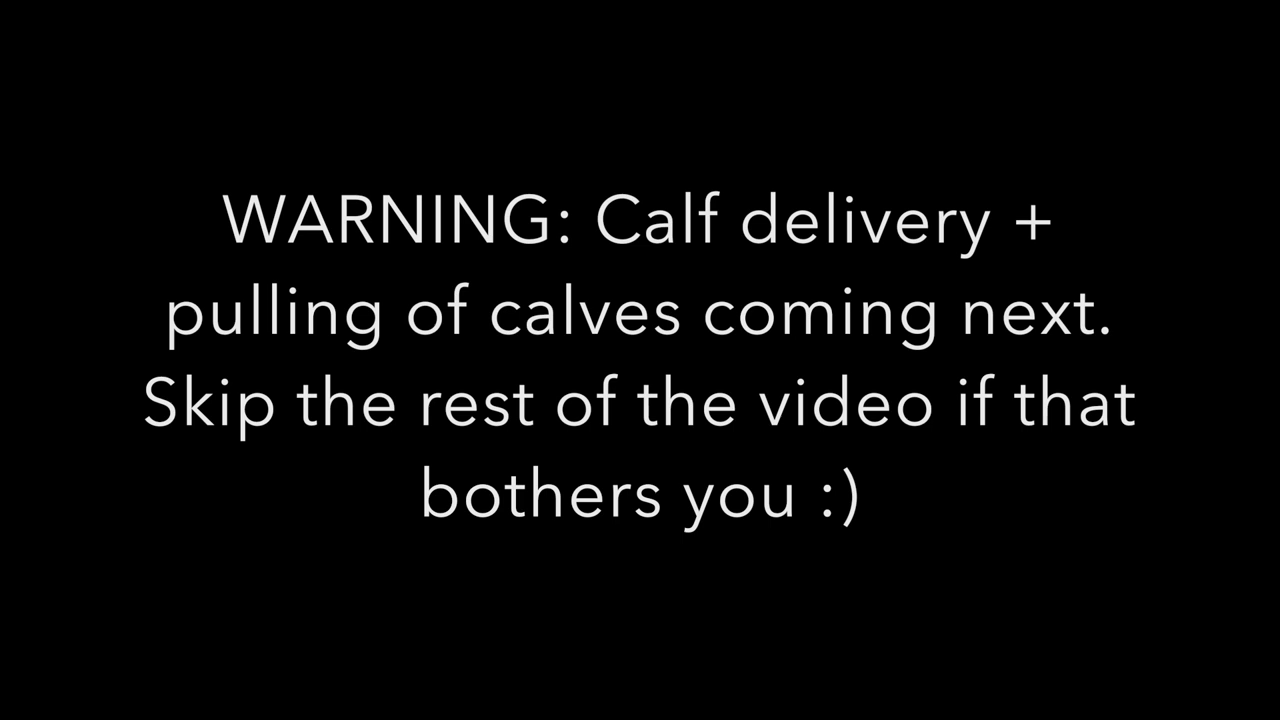 WARNING: Calf delivery +
pulling of calves coming next.
Skip the rest of the video if that
bothers you :)